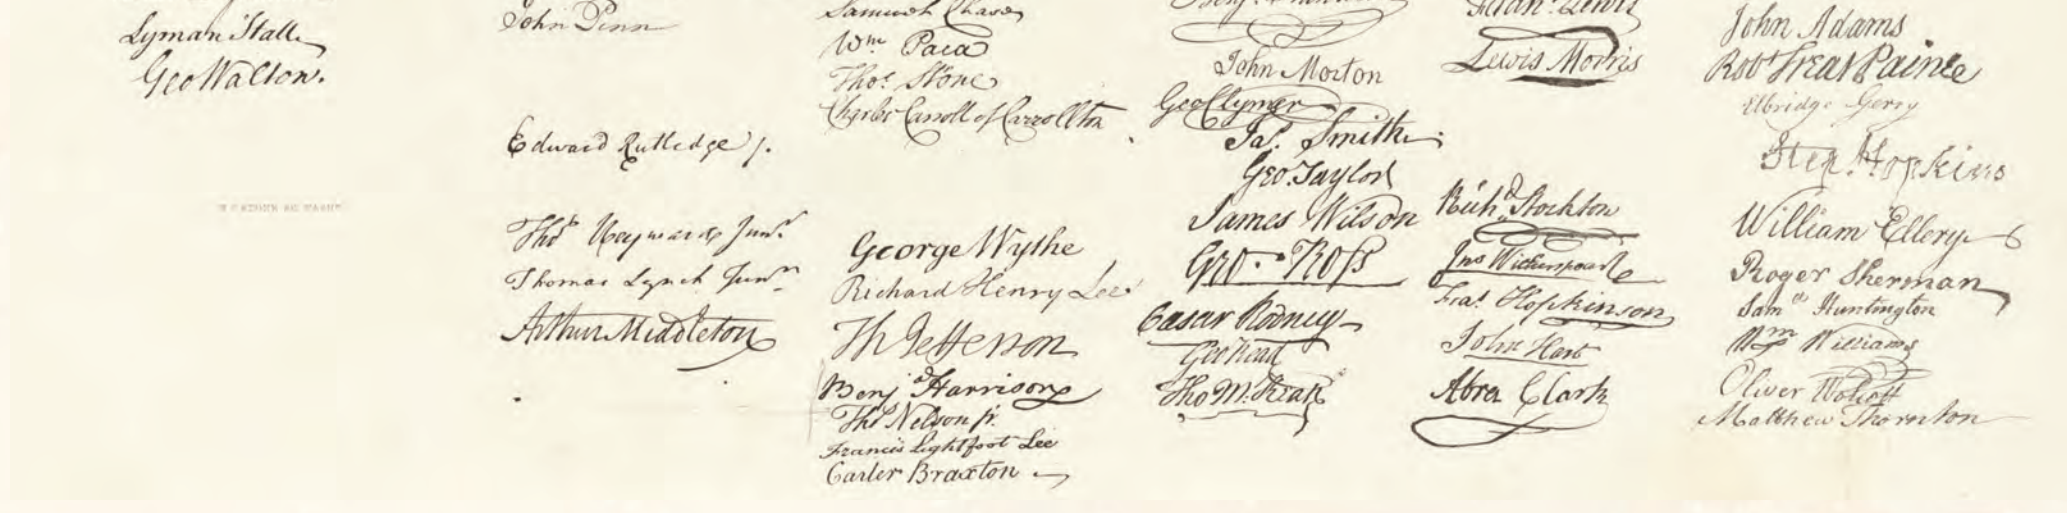 Lyman Hall
Geo Walton.
John Penn
Edward Rutledge /.
Thos Heyward Junr.
Thomas Lynch Junr.
Arthur Middleton
Samuel Chase
Wm Paca
Thos. Stone
Charles Carroll of Carrollton
George Wythe
Richard Henry Lee
Th Jefferson
Benja Harrison
Thos Nelson jr.
Francis Lightfoot Lee
Carter Braxton
John Morton
Geo Clymer
Jas. Smith
Geo. Taylor
James Wilson
Geo. Ross
Caesar Rodney
Geo Read
Tho M:Kean
Lewis Morris
Richd. Stockton
Jno Witherspoon
Fras. Hopkinson
John Hart
Abra Clark
John Adams
Robt Treat Paine
Elbridge Gerry
Step. Hopkins
William Ellery
Roger Sherman
Samel Huntington
Wm Williams
Oliver Wolcott
Matthew Thornton